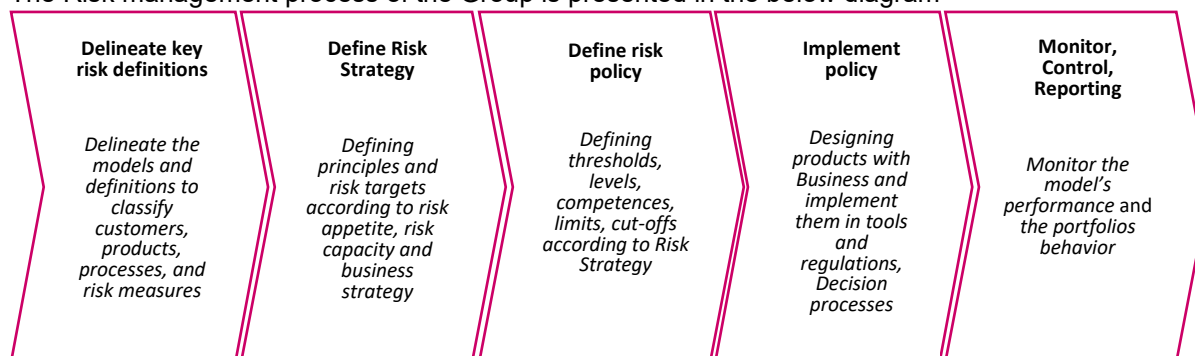 The Risk management process of the Group is presented in the below diagram
Delineate key
risk definitions
Delineate the
models and
definitions to
classify
customers,
products,
processes, and
risk measures
Define Risk
Strategy
Defining
principles and
risk targets
according to risk
appetite, risk
capacity and
business
strategy
Define risk
policy
Defining
thresholds,
levels,
competences,
limits, cut-offs
according to Risk
Strategy
Implement
policy
Designing
products with
Business and
implement
them in tools
and
regulations,
Decision
processes
Monitor,
Control,
Reporting
Monitor the
model's
performance and
the portfolios
behavior